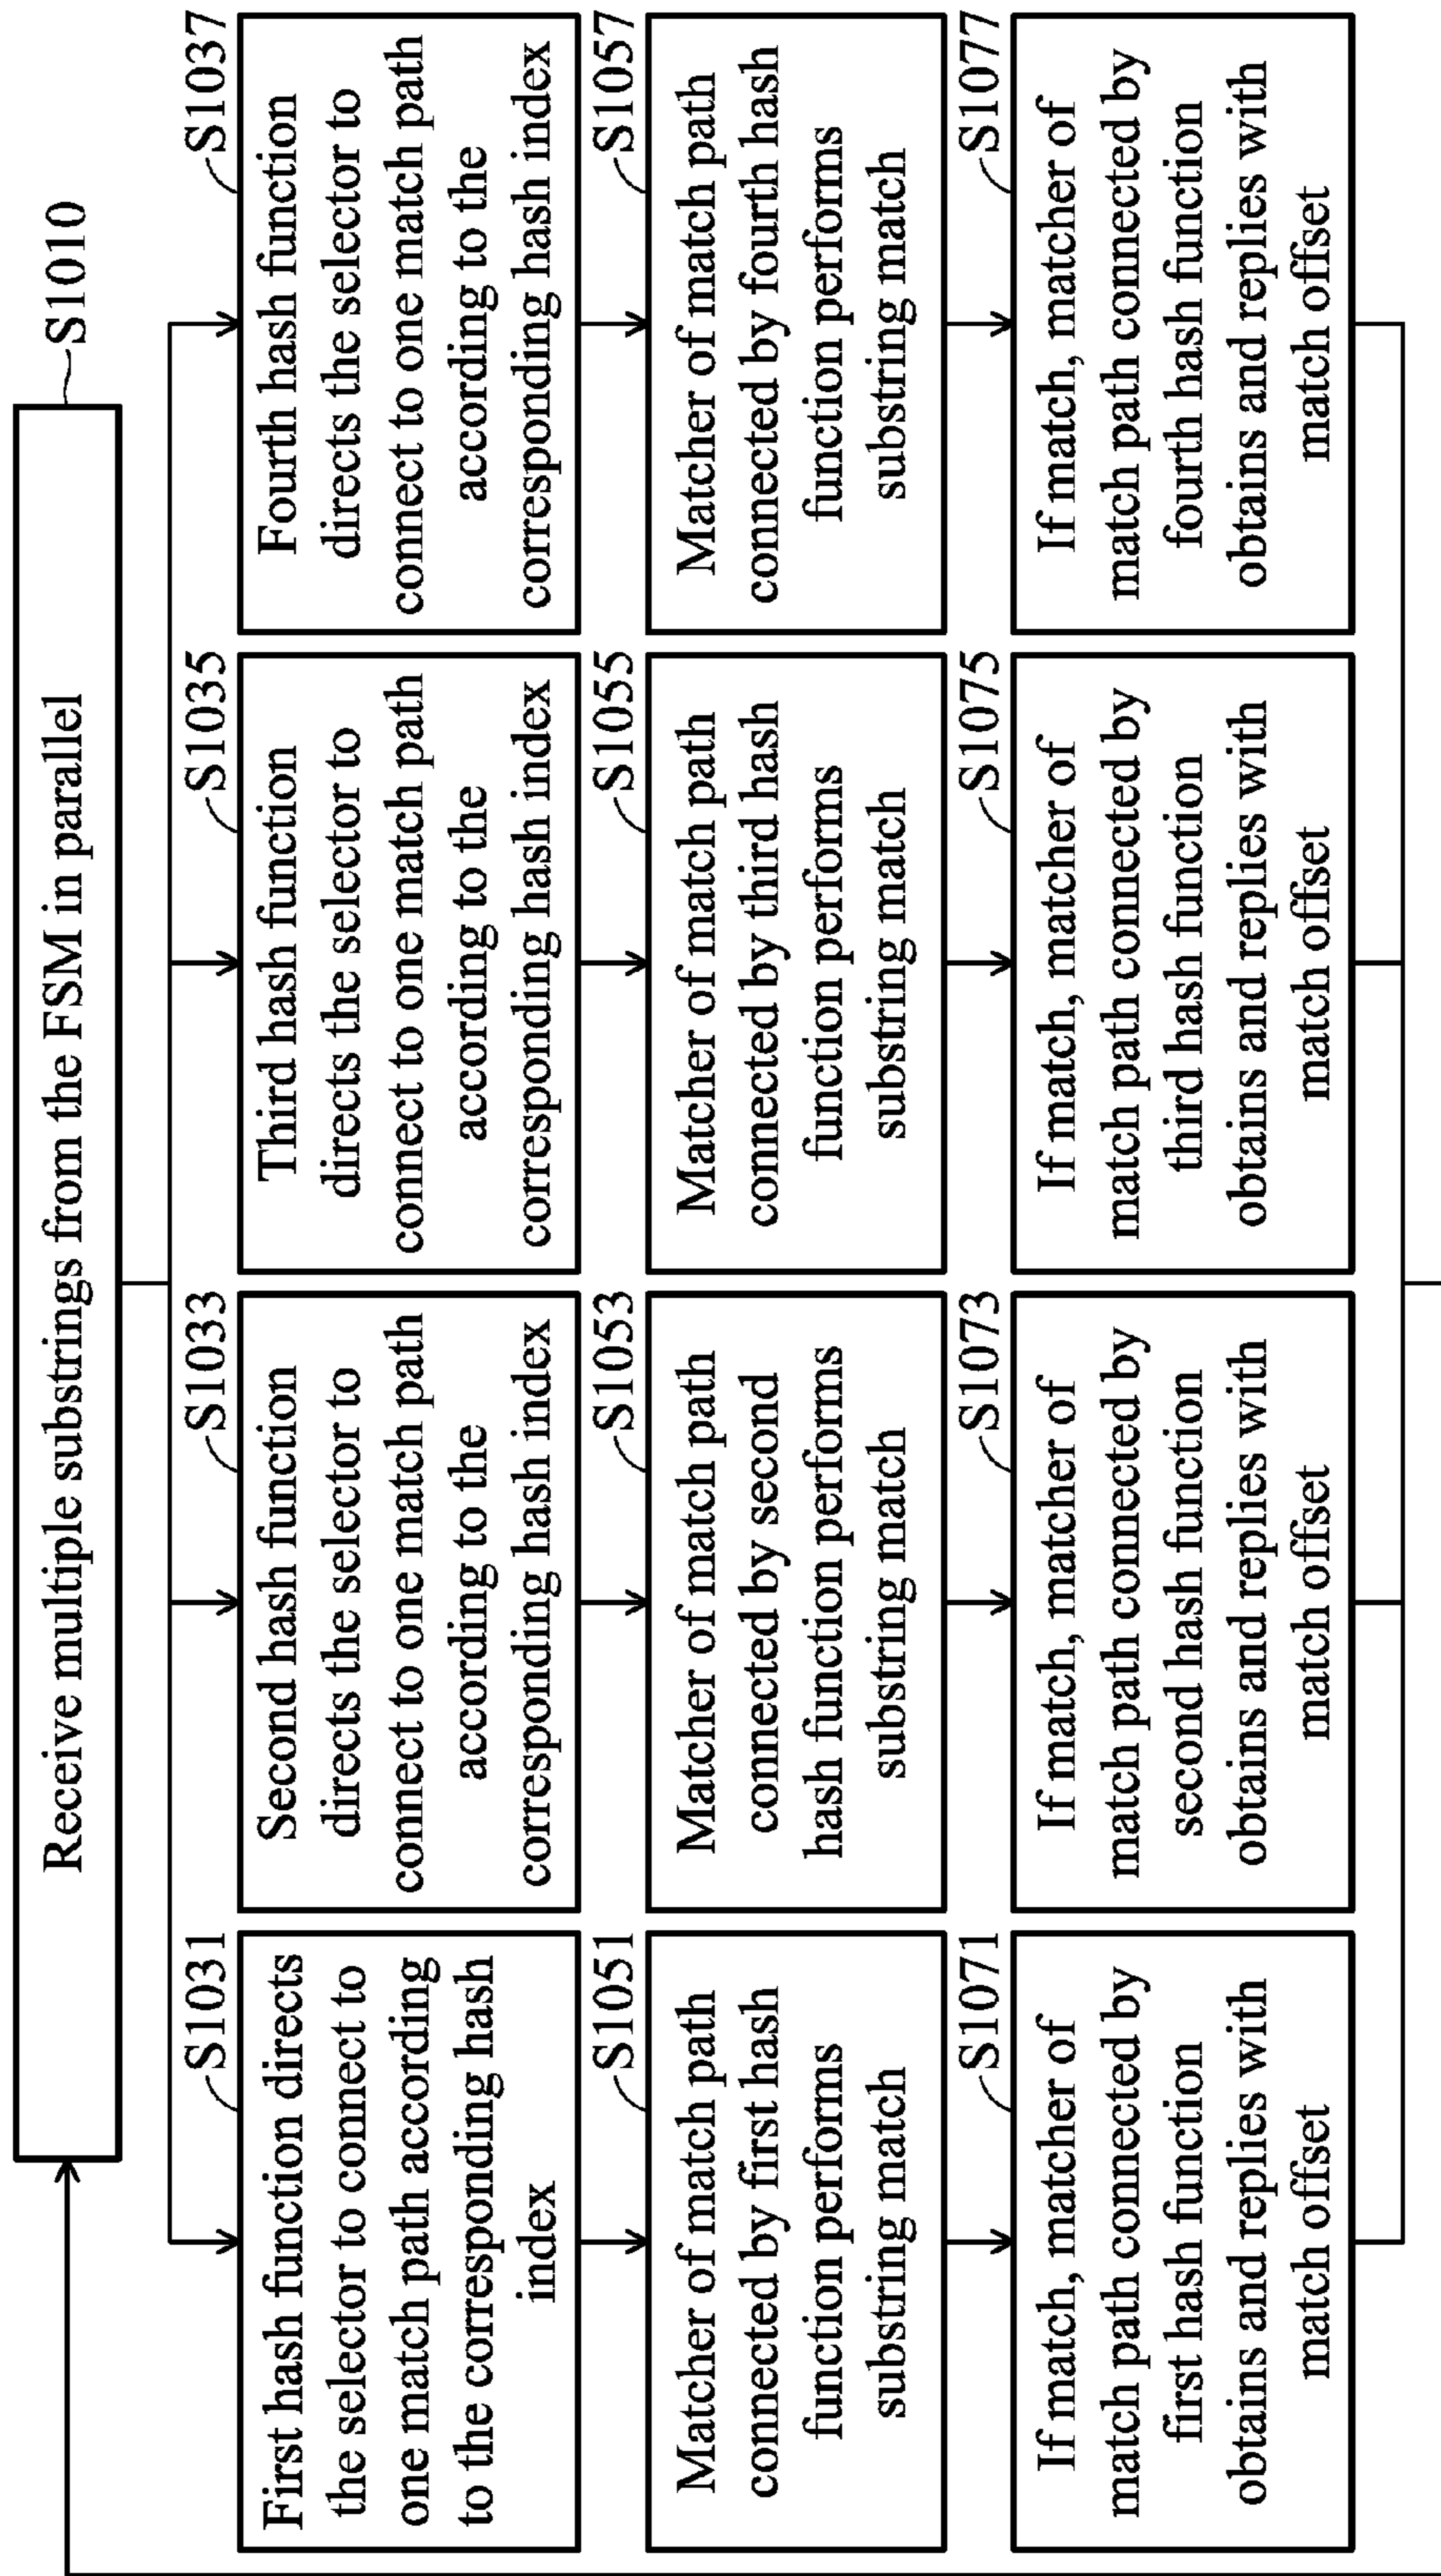 Receive multiple substrings from the FSM in parallel
S1010
S1031
First hash function directs
the selector to connect to
one match path according
to the corresponding hash
index
S1033
Second hash function
directs the selector to
connect to one match path
according to the
corresponding hash index
S1035
Third hash function
directs the selector to
connect to one match path
according to the
corresponding hash index
S1037
Fourth hash function
directs the selector to
connect to one match path
according to the
corresponding hash index
S1051
Matcher of match path
connected by first hash
function performs
substring match
S1053
Matcher of match path
connected by second
hash function performs
substring match
S1055
Matcher of match path
connected by third hash
function performs
substring match
S1057
Matcher of match path
connected by fourth hash
function performs
substring match
S1071
If match, matcher of
match path connected by
first hash function
obtains and replies with
match offset
S1073
If match, matcher of
match path connected by
second hash function
obtains and replies with
match offset
S1075
If match, matcher of
match path connected by
third hash function
obtains and replies with
match offset
S1077
If match, matcher of
match path connected by
fourth hash function
obtains and replies with
match offset